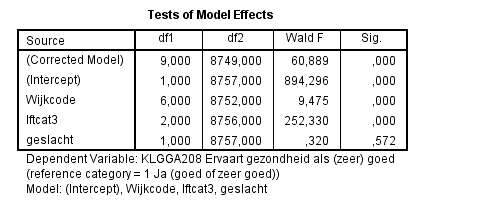 Tests of Model Effects
Source df1 df2 Wald F Sig.
(Corrected Model) 9,000 8749,000 60,889 ,000
(Intercept) 1,000 8757,000 894,296 ,000
Wijkcode 6,000 8752,000 9,475 ,000
lftcat3 2,000 8756,000 252,330 ,000
geslacht 1,000 8757,000 ,320 ,572
Dependent Variable: KLGGA208 Ervaart gezondheid als (zeer) goed
(reference category = 1 Ja (goed of zeer goed))
Model: (Intercept), Wijkcode, lftcat3, geslacht